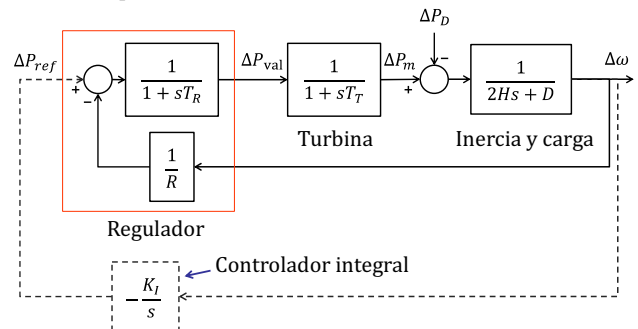 ΔP_D
ΔP_ref
+
−
1
1 + sT_R
ΔP_val
1
1 + sT_T
ΔP_m
+
−
1
2Hs + D
Δω
Turbina
Inercia y carga
1
R
Regulador
Controlador integral
−K_I
s